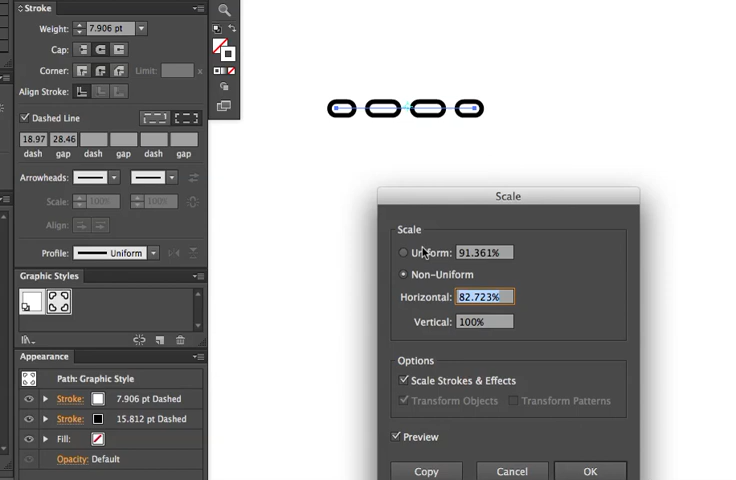 Stroke
Weight: 7.906 pt
Cap:
Corner: Limit: x
Align Stroke:
Dashed Line
18.97 28.46
dash gap dash gap dash gap
Arrowheads:
Scale: 100% 100%
Align:
Profile: Uniform
Graphic Styles
Appearance
Path: Graphic Style
Stroke: 7.906 pt Dashed
Stroke: 15.812 pt Dashed
Fill:
Opacity: Default
Scale
Scale
Uniform: 91.361%
Non-Uniform
Horizontal: 82.723%
Vertical: 100%
Options
Scale Strokes & Effects
Transform Objects Transform Patterns
Preview
Copy Cancel OK